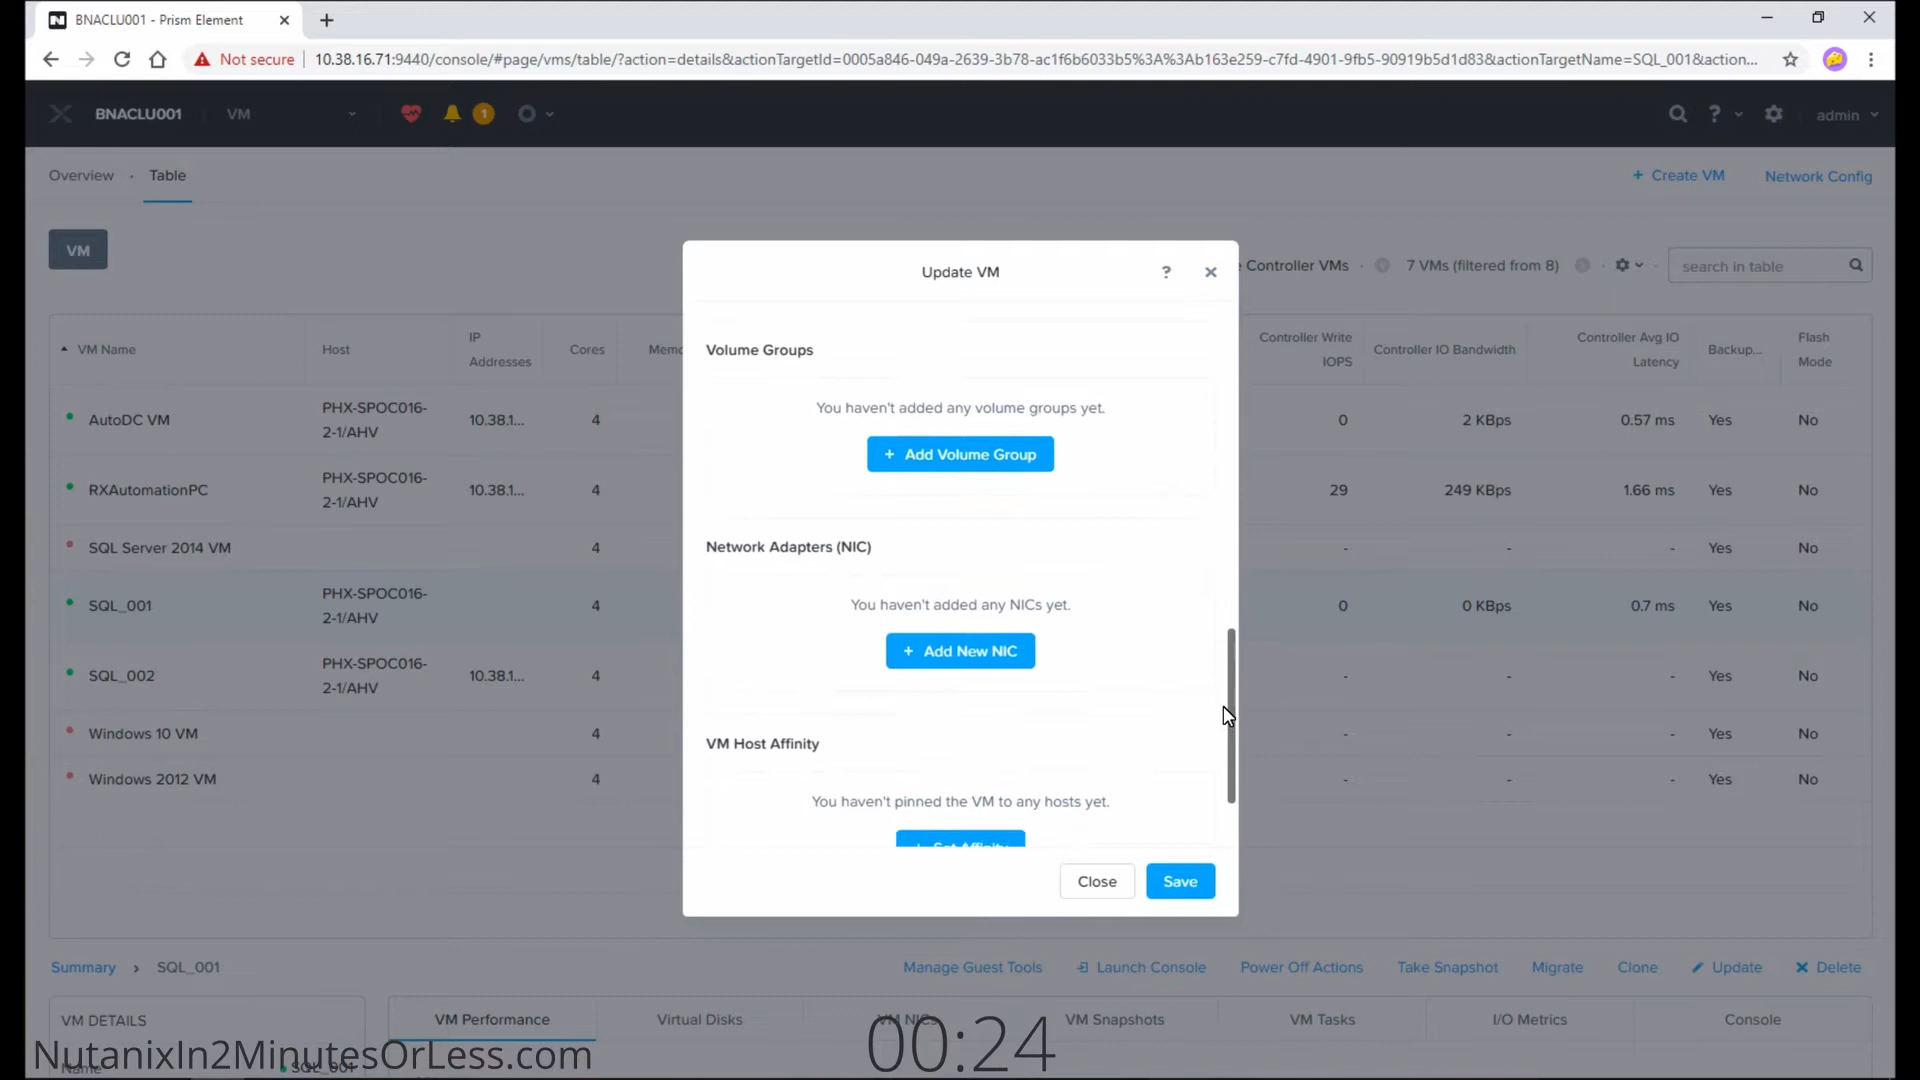 BNACLU001 - Prism Element
Not secure
10.38.16.71:9440/console/#page/vms/table/?action=details&actionTargetId=0005a846-049a-2639-3b78-ac1f6b6033b5%3A%3Ab163e259-c7fd-4901-9fb5-90919b5d1d83&actionTargetName=SQL_001&action...
BNACLU001 VM 1 ? admin
Overview · Table + Create VM Network Config
VM
Controller VMs · 7 VMs (filtered from 8) · search in table
VM Name Host IP Addresses Cores Controller Write IOPS Controller IO Bandwidth Controller Avg IO Latency Backup... Flash Mode
AutoDC VM PHX-SPOC016-2-1/AHV 10.38.1... 4 0 2 KBps 0.57 ms Yes No
RXAutomationPC PHX-SPOC016-2-1/AHV 10.38.1... 4 29 249 KBps 1.66 ms Yes No
SQL Server 2014 VM 4 - - - Yes No
SQL_001 PHX-SPOC016-2-1/AHV 4 0 0 KBps 0.7 ms Yes No
SQL_002 PHX-SPOC016-2-1/AHV 10.38.1... 4 - - - Yes No
Windows 10 VM 4 - - - Yes No
Windows 2012 VM 4 - - - Yes No
Update VM ?
Volume Groups
You haven't added any volume groups yet.
+ Add Volume Group
Network Adapters (NIC)
You haven't added any NICs yet.
+ Add New NIC
VM Host Affinity
You haven't pinned the VM to any hosts yet.
+ Set Affinity
Close Save
Summary › SQL_001 Manage Guest Tools Launch Console Power Off Actions Take Snapshot Migrate Clone Update Delete
VM DETAILS VM Performance Virtual Disks VM NICs VM Snapshots VM Tasks I/O Metrics Console
00:24
NutanixIn2MinutesOrLess.com
Name SQL_001